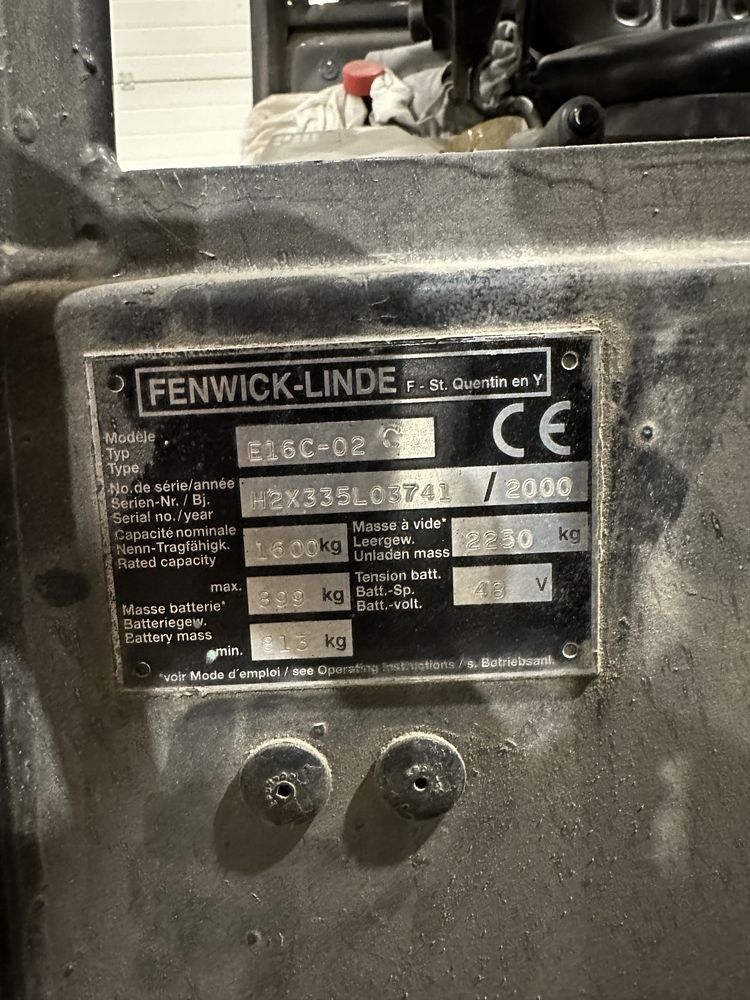 FENWICK-LINDE F - St. Quentin en Y
Modèle
Typ
Type
E16C-02 C
CE
No.de série/année
Serien-Nr. / Bj.
Serial no./year
H2X335L03741 / 2000
Capacité nominale
Nenn-Tragfähigk.
Rated capacity
1600 kg
Masse à vide*
Leergew.
Unladen mass
2250 kg
max.
899 kg
Masse batterie*
Batteriegew.
Battery mass
min.
813 kg
Tension batt.
Batt.-Sp.
Batt.-volt.
48 V
*voir Mode d'emploi / see Operating Instructions / s. Betriebsanl.